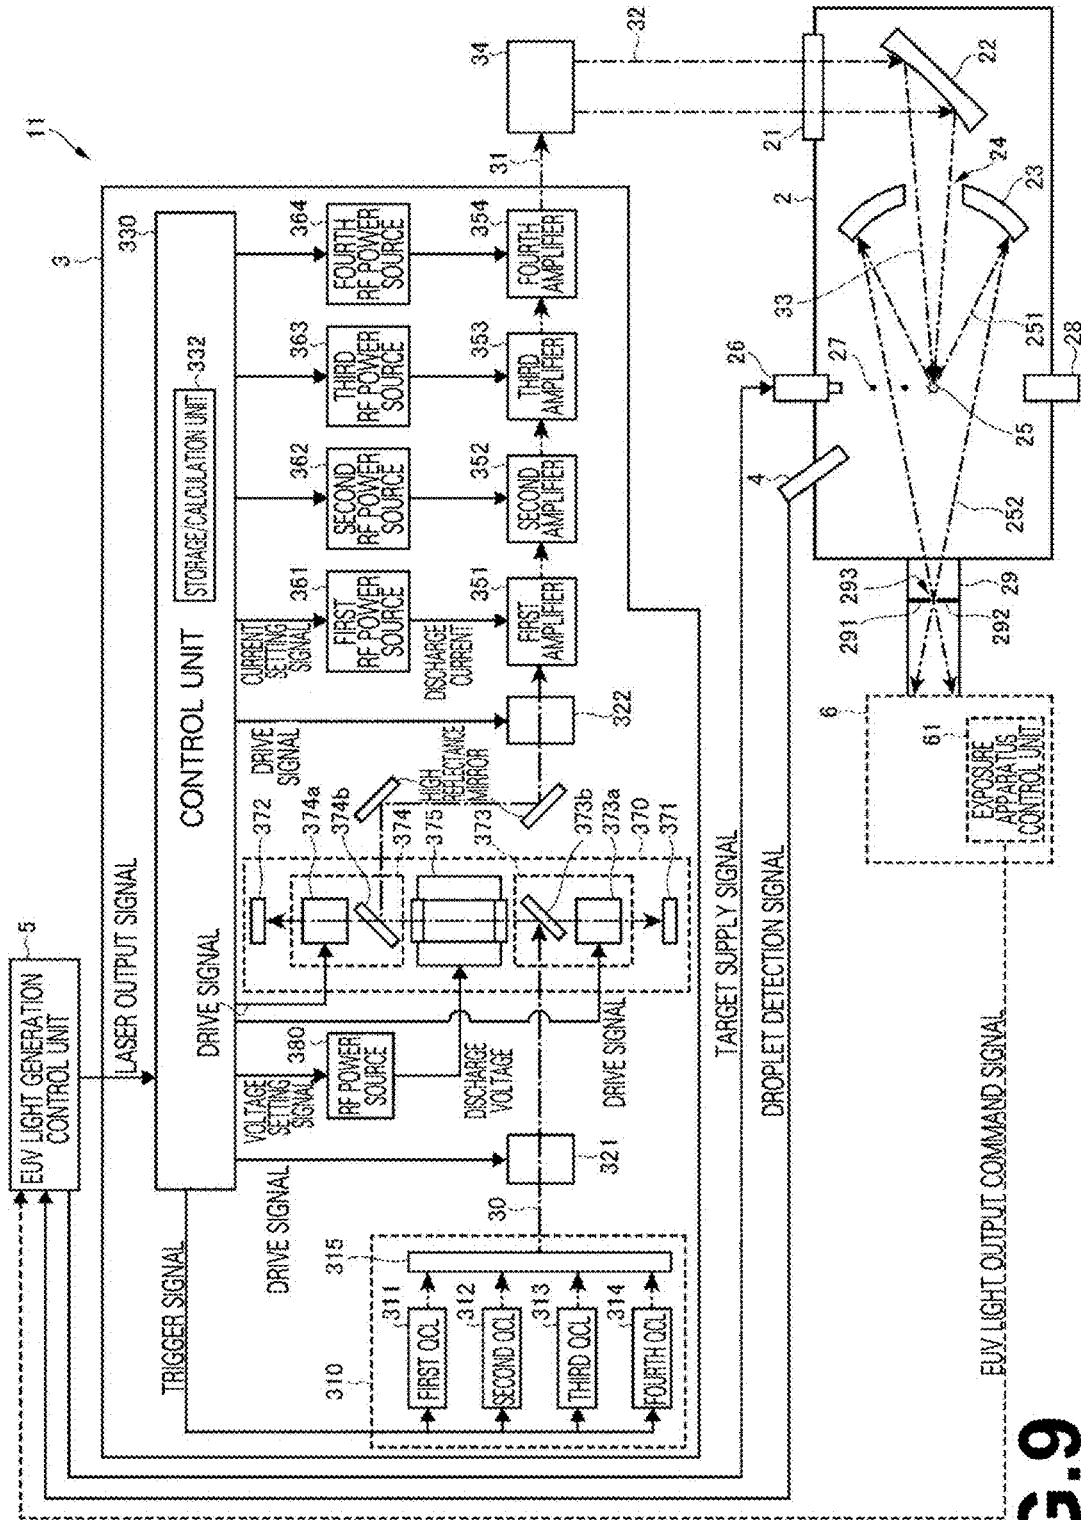 11
5
EUV LIGHT GENERATION
CONTROL UNIT
LASER OUTPUT SIGNAL
3
330
CONTROL UNIT
STORAGE/CALCULATION UNIT
332
TRIGGER SIGNAL
DRIVE SIGNAL
VOLTAGE
SETTING
SIGNAL
380
RF POWER
SOURCE
DISCHARGE
VOLTAGE
DRIVE SIGNAL
DRIVE SIGNAL
372
374a
374b
374
375
373
373b
373a
370
371
HIGH
REFLECTANCE
MIRROR
DRIVE
SIGNAL
322
CURRENT
SETTING
SIGNAL
361
FIRST
RF POWER
SOURCE
DISCHARGE
CURRENT
351
FIRST
AMPLIFIER
362
SECOND
RF POWER
SOURCE
352
SECOND
AMPLIFIER
363
THIRD
RF POWER
SOURCE
353
THIRD
AMPLIFIER
364
FOURTH
RF POWER
SOURCE
354
FOURTH
AMPLIFIER
310
311
FIRST QCL
312
SECOND QCL
313
THIRD QCL
314
FOURTH QCL
315
30
321
31
34
32
TARGET SUPPLY SIGNAL
DROPLET DETECTION SIGNAL
EUV LIGHT OUTPUT COMMAND SIGNAL
21
22
2
24
23
33
26
27
251
28
25
4
252
293
291
29
292
6
61
EXPOSURE
APPARATUS
CONTROL UNIT
G.9